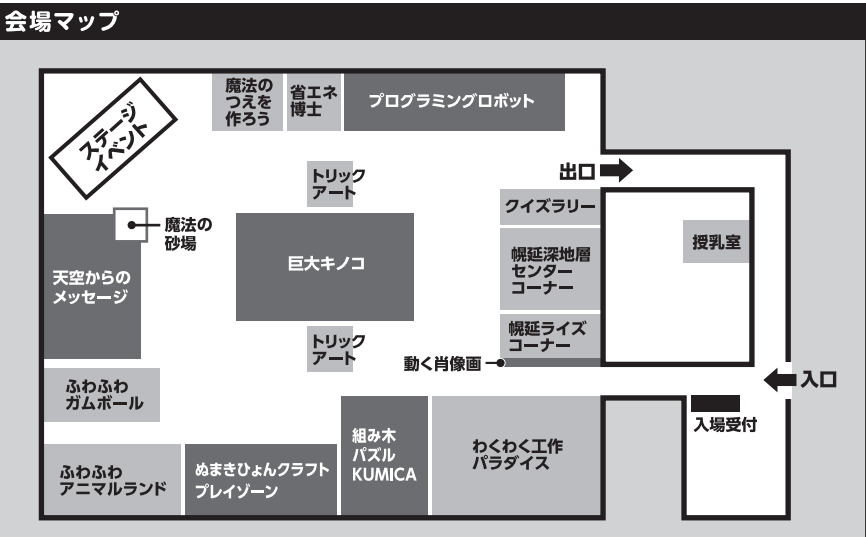 会場マップ
ステージ
イベント
魔法の
つえを
作ろう
省エネ
博士
プログラミングロボット
出口
トリック
アート
クイズラリー
魔法の
砂場
授乳室
天空からの
メッセージ
巨大キノコ
幌延深地層
センター
コーナー
幌延ライズ
コーナー
トリック
アート
動く肖像画
入口
ふわふわ
ガムボール
入場受付
組み木
パズル
KUMICA
わくわく工作
パラダイス
ふわふわ
アニマルランド
ぬまきひょんクラフト
プレイゾーン